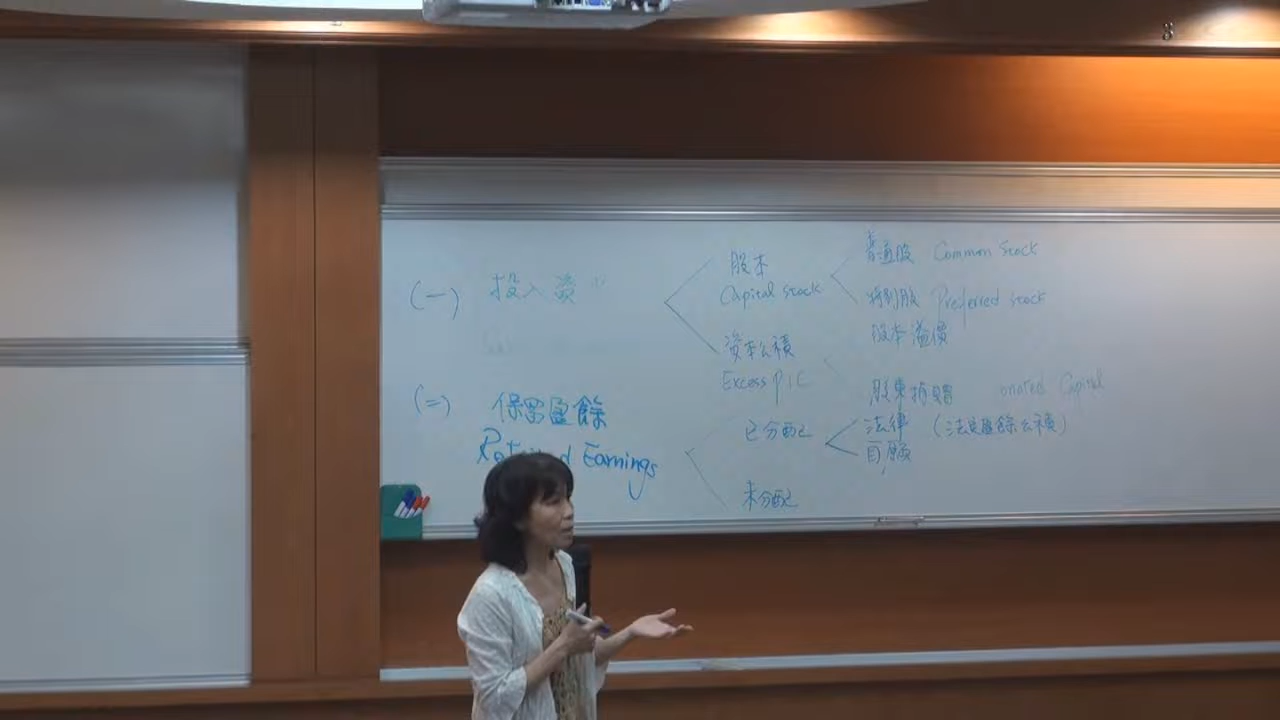 (一) 投入資
股本
Capital stock
普通股 Common stock
特別股 Preferred stock
資本公積
Excess PIC
股本溢價
股東捐贈 onated Capital
(二) 保留盈餘
Earnings
已分配
法律 (法定盈餘公積)
自願
未分配